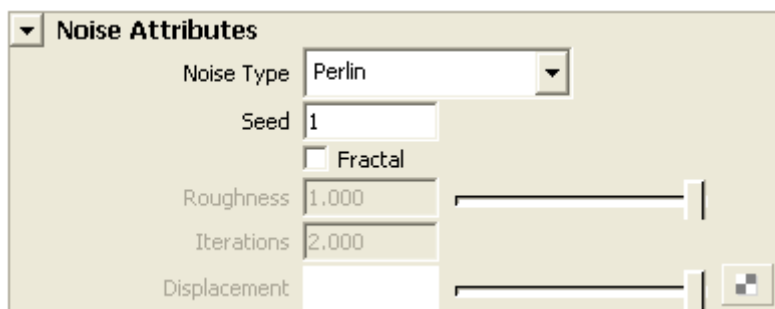 Noise Attributes
Noise Type Perlin
Seed 1
Fractal
Roughness 1.000
Iterations 2.000
Displacement